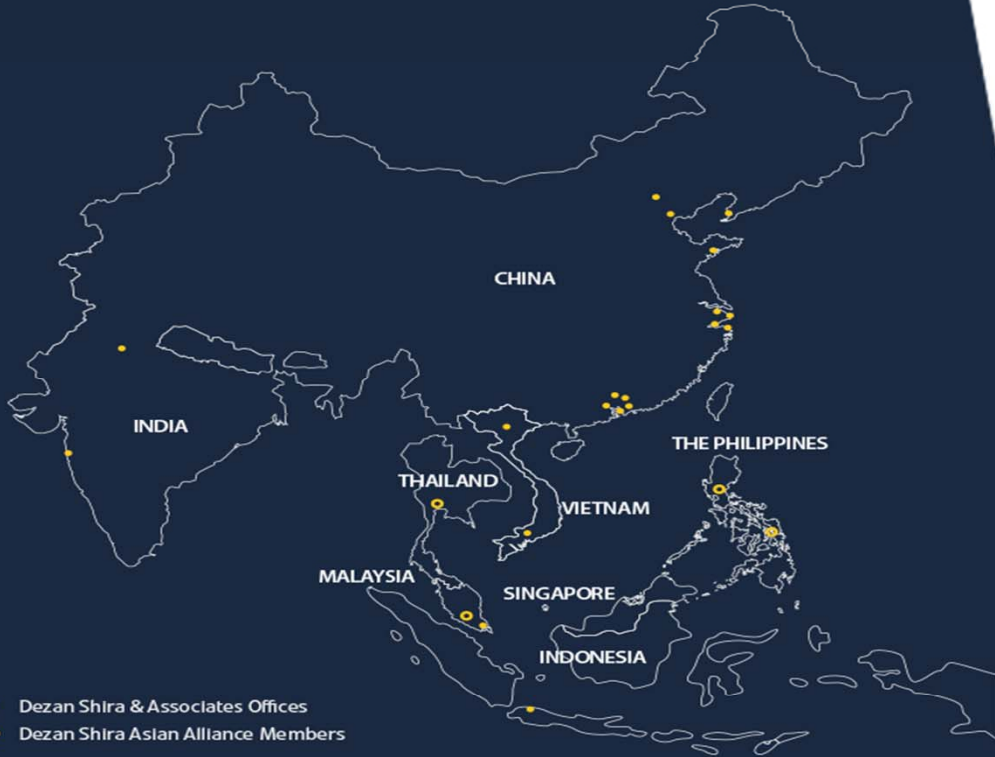 CHINA
INDIA
THE PHILIPPINES
THAILAND
VIETNAM
MALAYSIA
SINGAPORE
INDONESIA
Dezan Shira & Associates Offices
Dezan Shira Asian Alliance Members